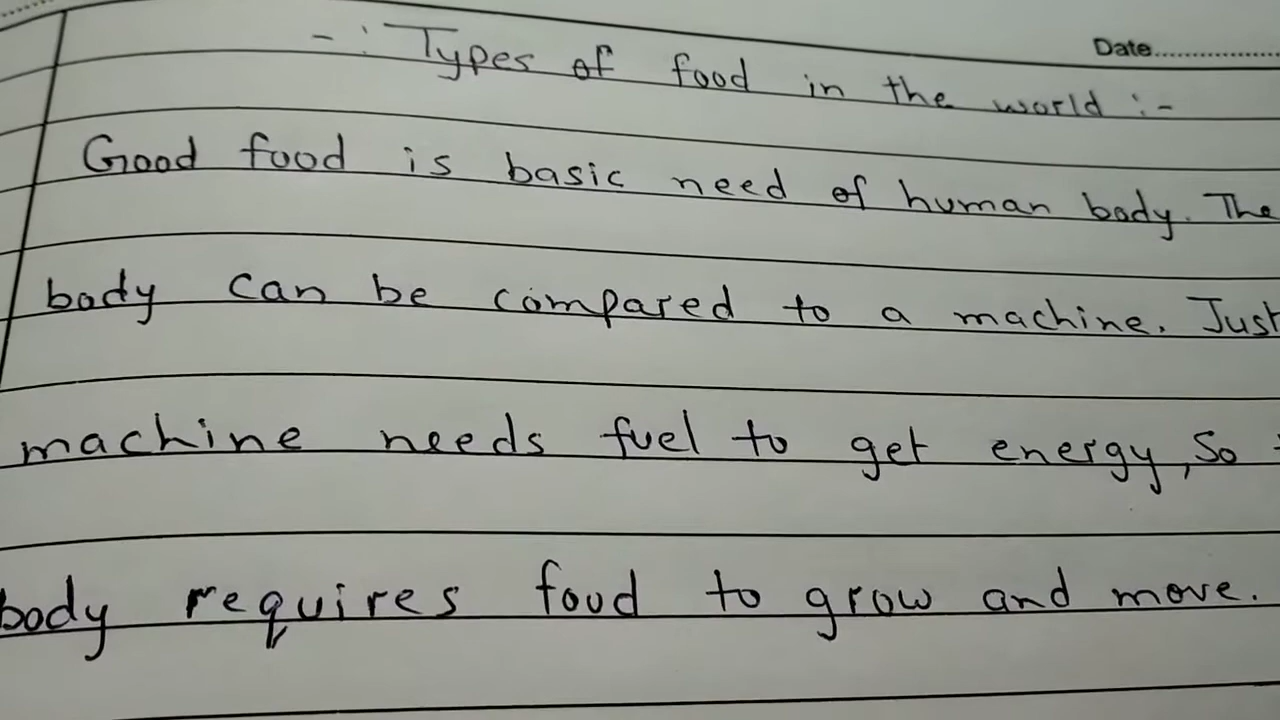 Date....................
-: Types of food in the world :-
Good food is basic need of human body. The
body can be compared to a machine. Just
machine needs fuel to get energy, So
body requires food to grow and move.